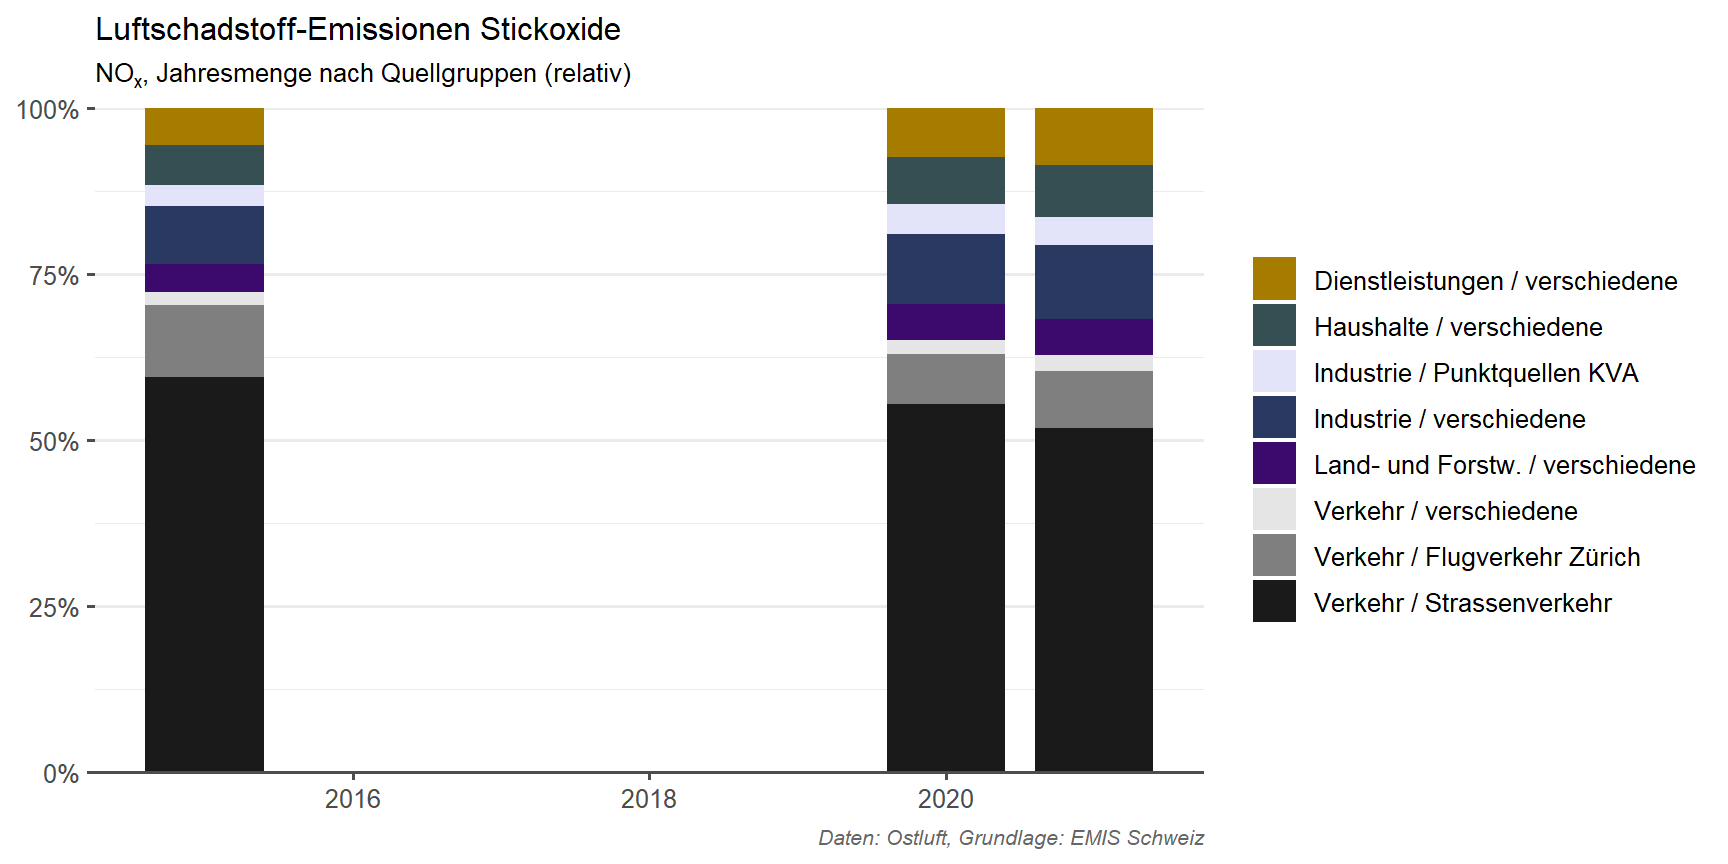 Luftschadstoff-Emissionen Stickoxide
NOₓ, Jahresmenge nach Quellgruppen (relativ)
100%
75%
50%
25%
0%
2016 2018 2020
Dienstleistungen / verschiedene
Haushalte / verschiedene
Industrie / Punktquellen KVA
Industrie / verschiedene
Land- und Forstw. / verschiedene
Verkehr / verschiedene
Verkehr / Flugverkehr Zürich
Verkehr / Strassenverkehr
Daten: Ostluft, Grundlage: EMIS Schweiz